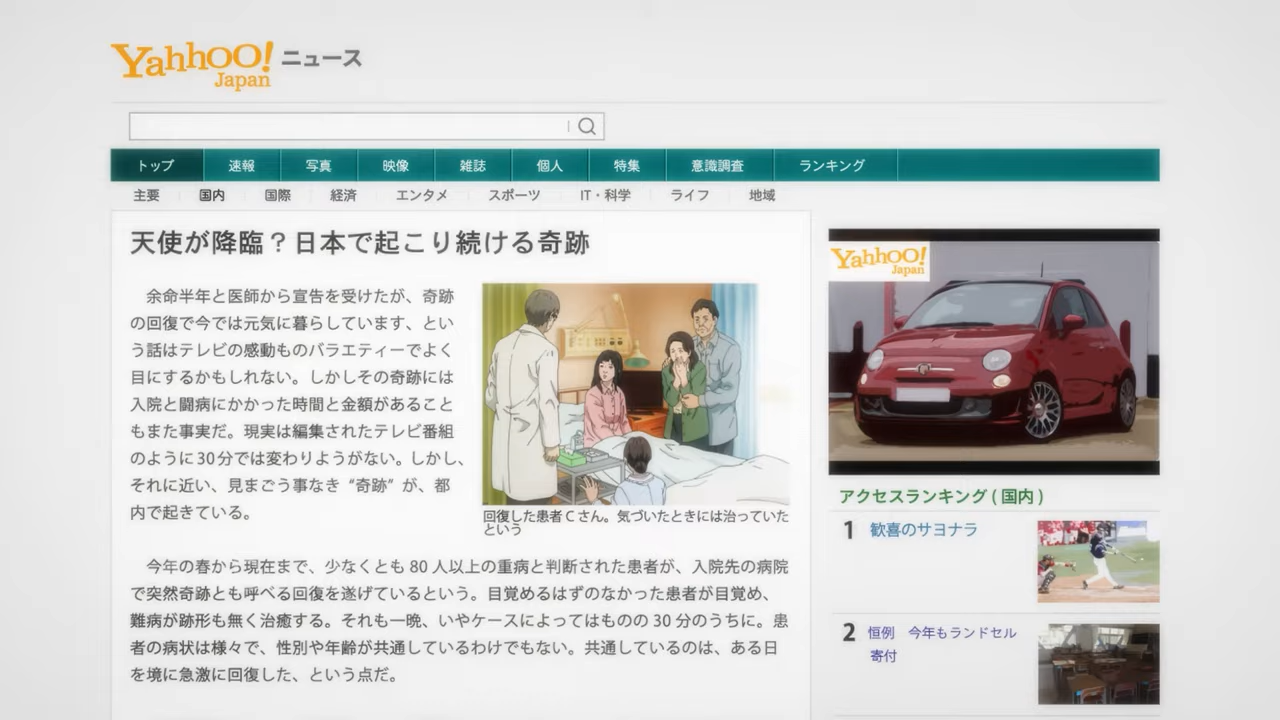 Yahhoo! ニュース
Japan
トップ 速報 写真 映像 雑誌 個人 特集 意識調査 ランキング
主要 国内 国際 経済 エンタメ スポーツ IT・科学 ライフ 地域
天使が降臨？日本で起こり続ける奇跡
余命半年と医師から宣告を受けたが、奇跡
の回復で今では元気に暮らしています、とい
う話はテレビの感動ものバラエティーでよく
目にするかもしれない。しかしその奇跡には
入院と闘病にかかった時間と金額があること
もまた事実だ。現実は編集されたテレビ番組
のように30分では変わりようがない。しかし、
それに近い、見まごう事なき“奇跡”が、都
内で起きている。
回復した患者Cさん。気づいたときには治っていた
という
今年の春から現在まで、少なくとも80人以上の重病と判断された患者が、入院先の病院
で突然奇跡とも呼べる回復を遂げているという。目覚めるはずのなかった患者が目覚め、
難病が跡形も無く治癒する。それも一晩、いやケースによってはものの30分のうちに。患
者の病状は様々で、性別や年齢が共通しているわけでもない。共通しているのは、ある日
を境に急激に回復した、という点だ。
Yahhoo!
Japan
アクセスランキング(国内)
1 歓喜のサヨナラ
2 恒例　今年もランドセル
寄付